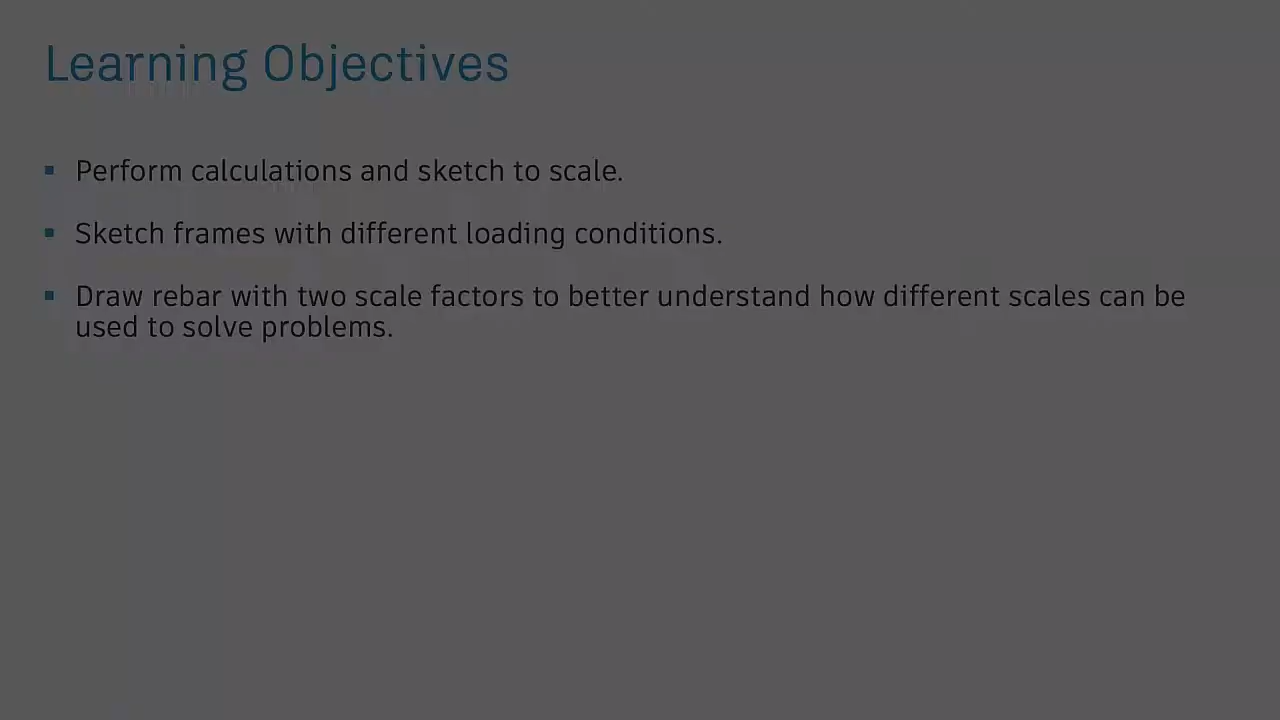 Learning Objectives
▪ Perform calculations and sketch to scale.
▪ Sketch frames with different loading conditions.
▪ Draw rebar with two scale factors to better understand how different scales can be
used to solve problems.